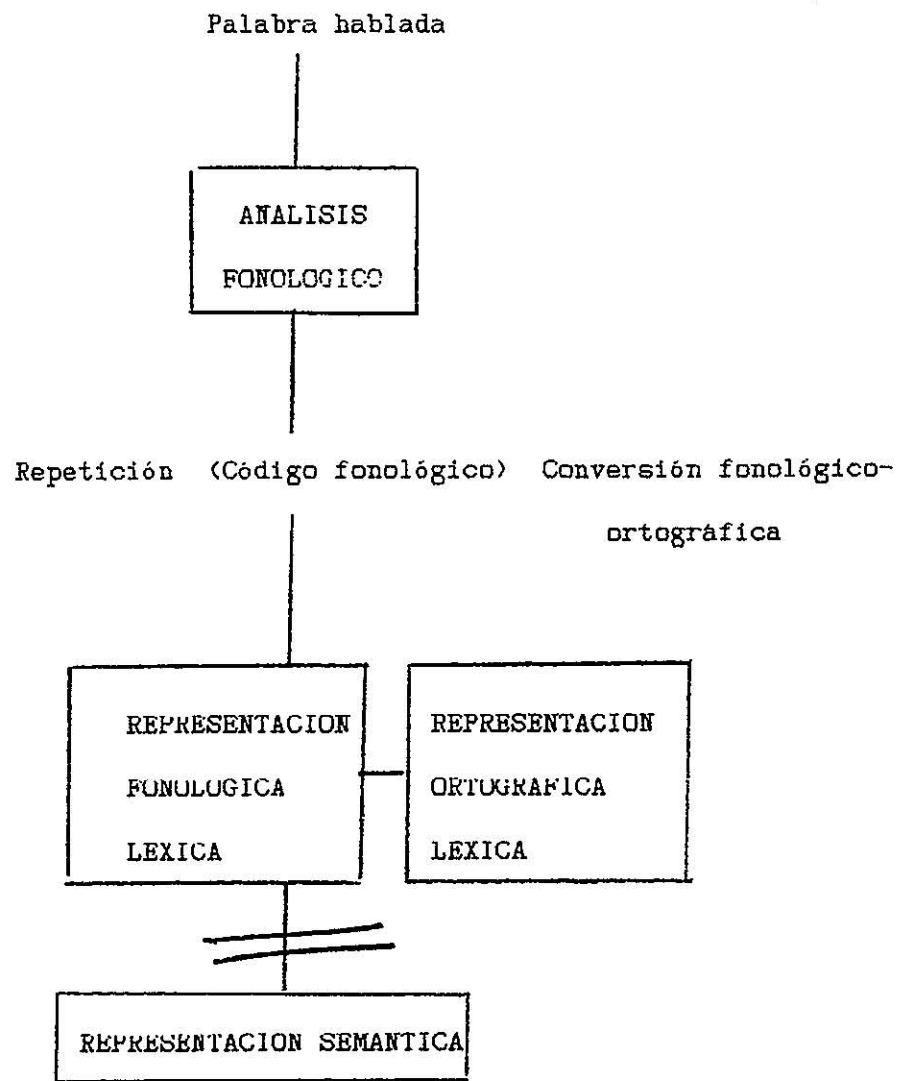 Palabra hablada
ANALISIS
FONOLOGICO
Repetición (Código fonológico) Conversión fonológico-
ortográfica
REPRESENTACION
FONOLOGICA
LEXICA
REPRESENTACION
ORTOGRAFICA
LEXICA
REPRESENTACION SEMANTICA